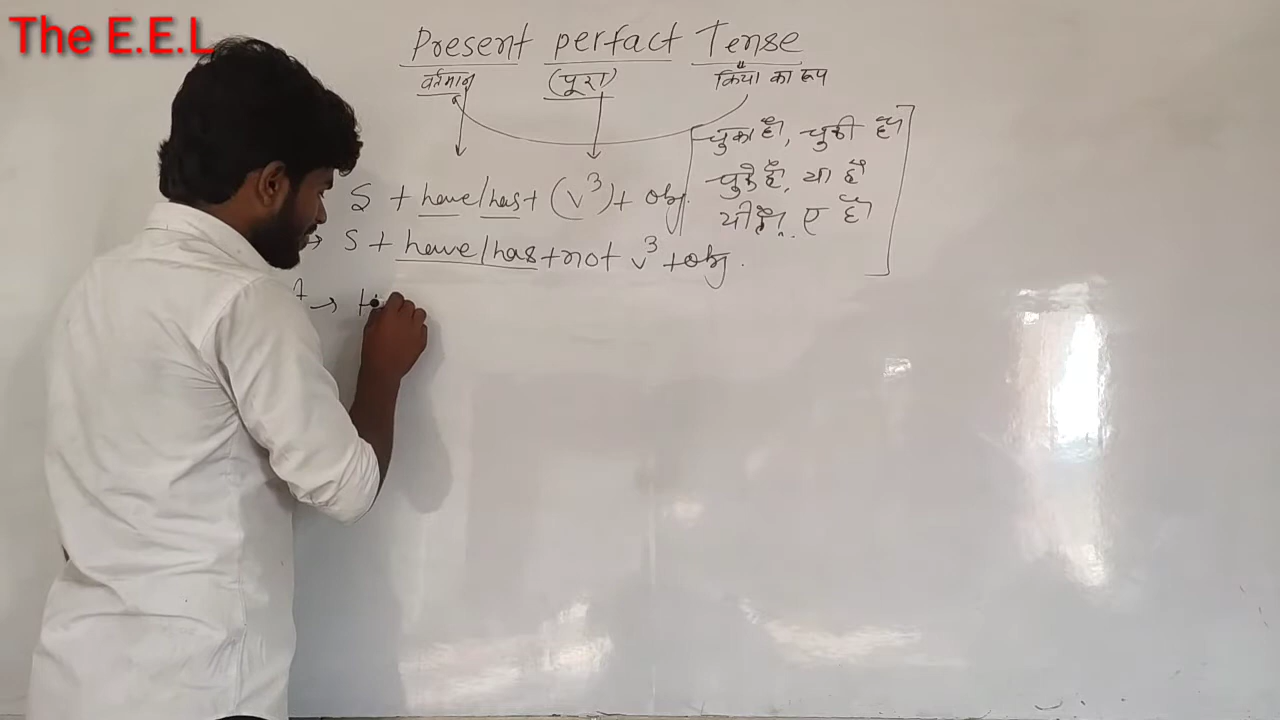 The E.E.L
Present perfact Tense
वर्तमान (पूरा) क्रिया का रूप
चुका है, चुकी है
चुके हैं, या है
S + have/has + (v³) + obj.
यी है, ए है
→ S + have/has + not v³ + obj.
→